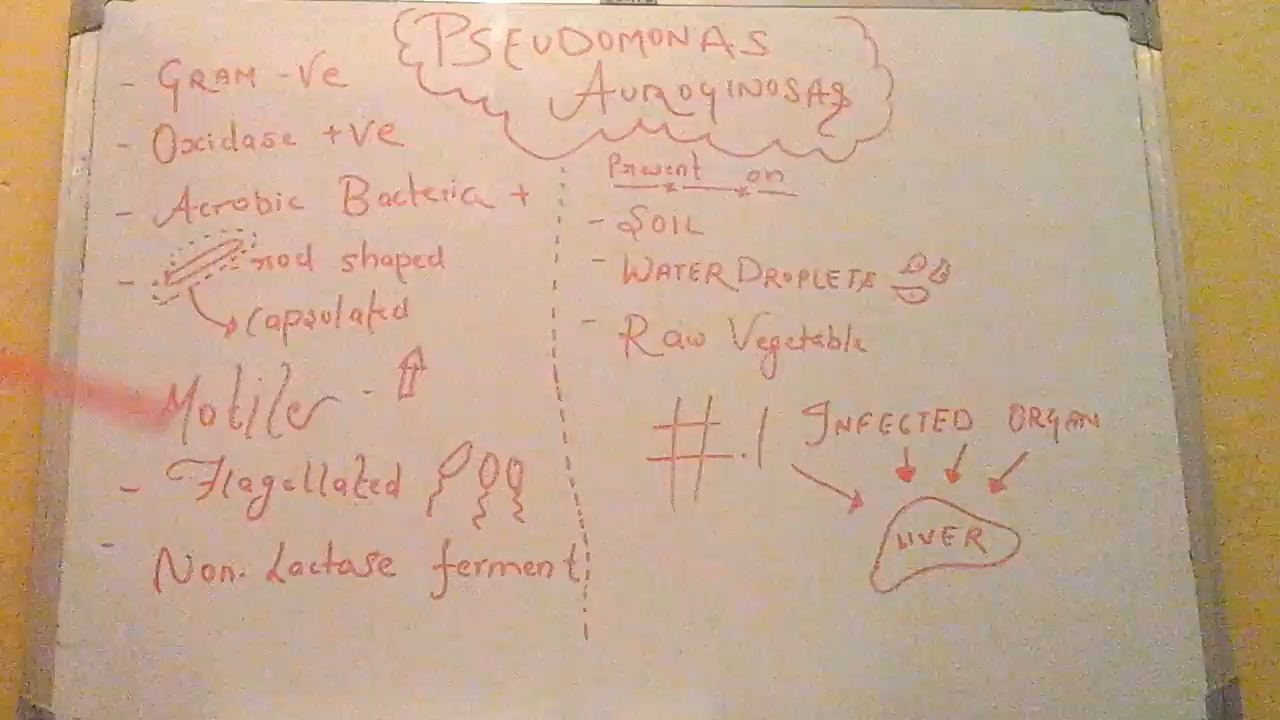 PSEUDOMONAS
AUROGINOSAS
- GRAM -Ve
- Oxidase +ve
- Aerobic Bacteria +
- rod shaped
capsulated
Motile -
- Flagellated
- Non. Lactase ferment
Present on
- SOIL
- WATER DROPLETS
- Raw Vegetable
#.1 INFECTED ORGAN
LIVER